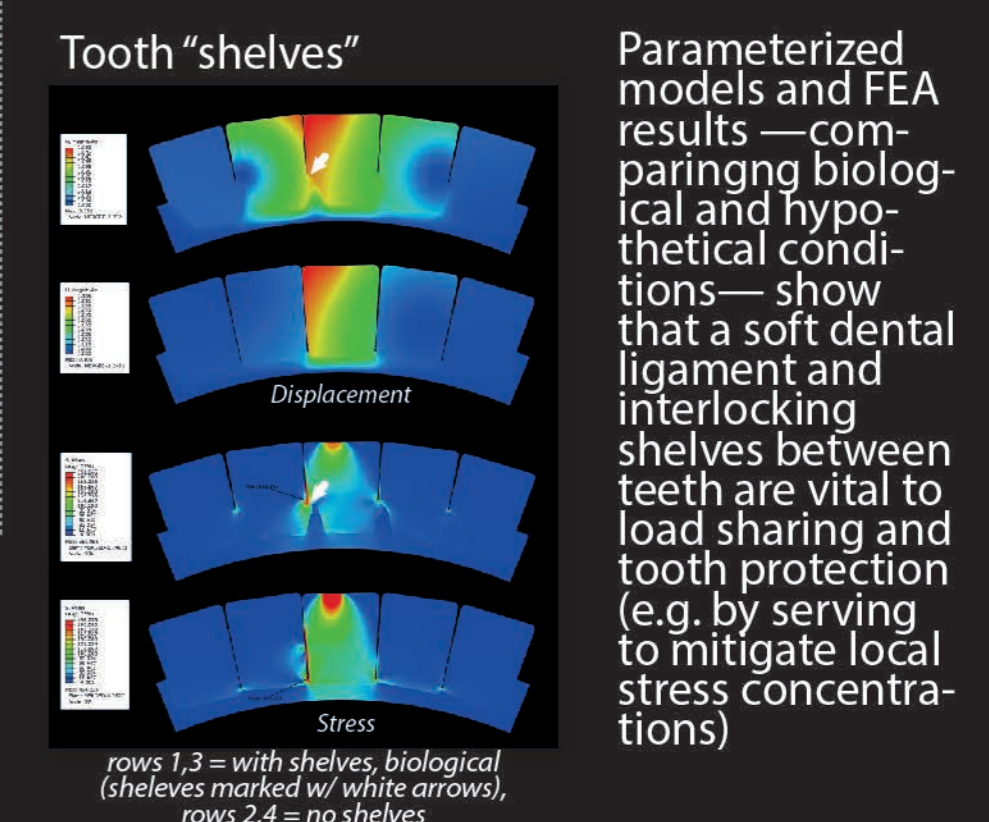 Tooth “shelves”
Displacement
Stress
rows 1,3 = with shelves, biological
(sheleves marked w/ white arrows),
rows 2,4 = no shelves
Parameterized
models and FEA
results —com-
paringng biolog-
ical and hypo-
thetical condi-
tions— show
that a soft dental
ligament and
interlocking
shelves between
teeth are vital to
load sharing and
tooth protection
(e.g. by serving
to mitigate local
stress concentra-
tions)